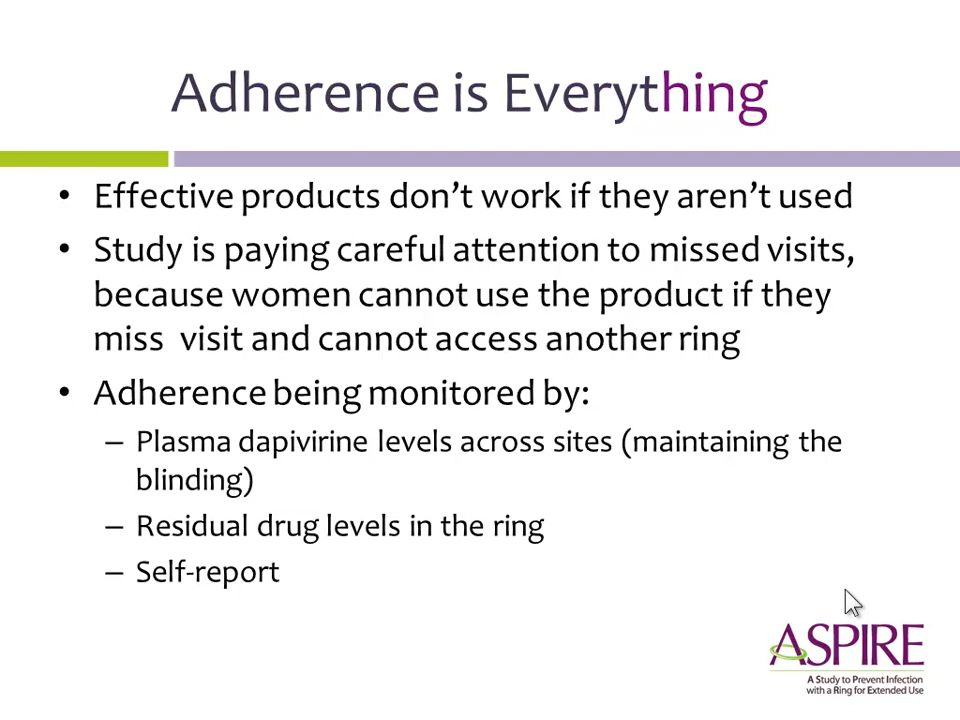 Adherence is Everything
• Effective products don't work if they aren't used
• Study is paying careful attention to missed visits,
because women cannot use the product if they
miss  visit and cannot access another ring
• Adherence being monitored by:
– Plasma dapivirine levels across sites (maintaining the
blinding)
– Residual drug levels in the ring
– Self-report
ASPIRE
A Study to Prevent Infection
with a Ring for Extended Use